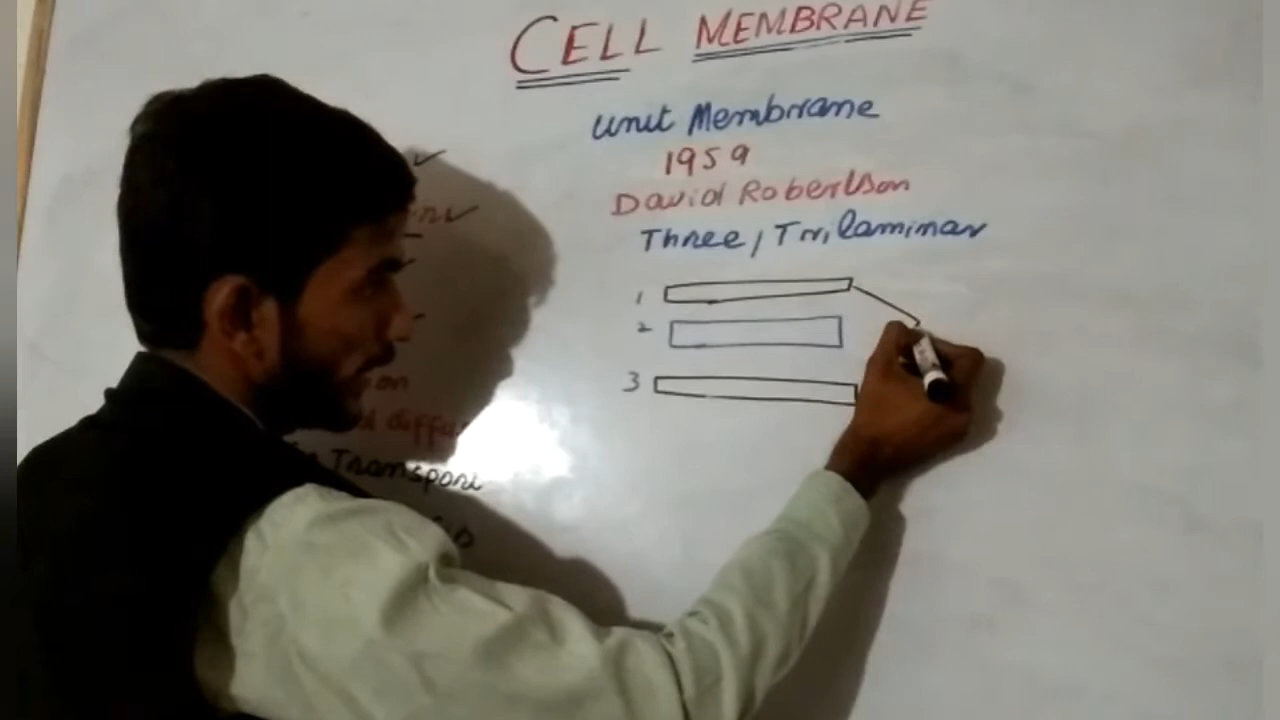 CELL MEMBRANE
Unit Membrane
1959
David Robertson
Three / Trilaminar
1
2
3
Transport